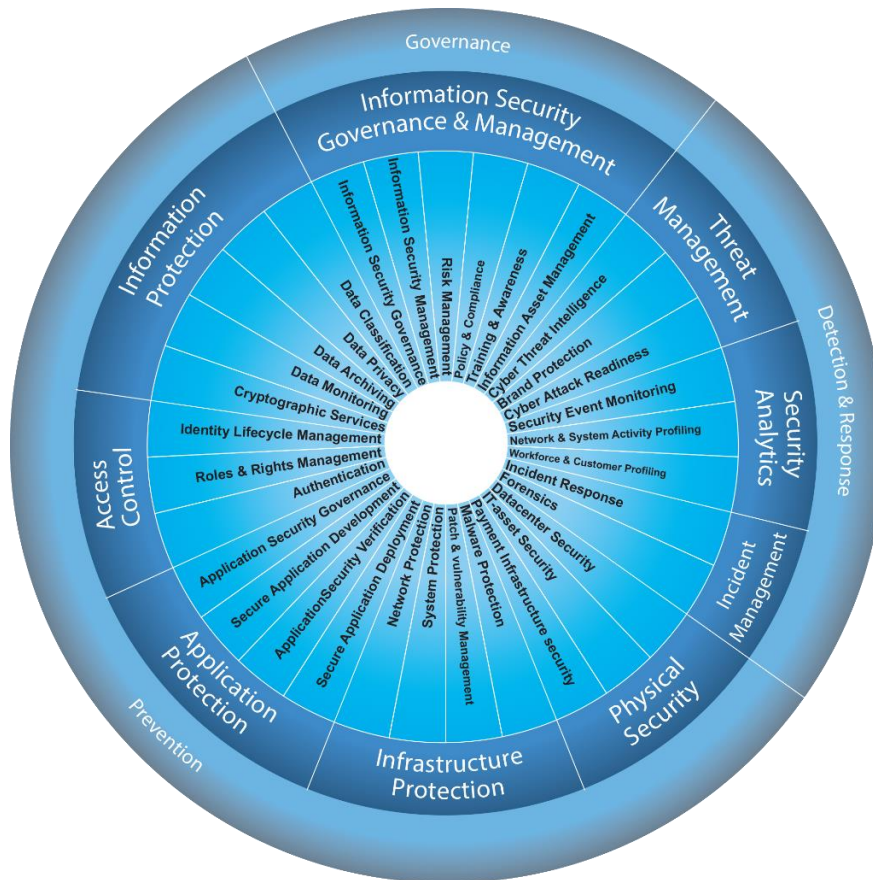 Governance
Information Security
Governance & Management
Threat
Management
Detection & Response
Security
Analytics
Incident
Management
Physical
Security
Infrastructure
Protection
Application
Protection
Prevention
Access
Control
Information
Protection
Information Security Governance
Information Security Management
Risk Management
Policy & Compliance
Training & Awareness
Information Asset Management
Cyber Threat Intelligence
Brand Protection
Cyber Attack Readiness
Security Event Monitoring
Network & System Activity Profiling
Workforce & Customer Profiling
Incident Response
Forensics
Datacenter Security
IT-asset Security
Payment Infrastructure security
Malware Protection
Patch & vulnerability Management
System Protection
Network Protection
Secure Application Deployment
ApplicationSecurity Verification
Secure Application Development
Application Security Governance
Authentication
Roles & Rights Management
Identity Lifecycle Management
Cryptographic Services
Data Monitoring
Data Archiving
Data Privacy
Data Classification